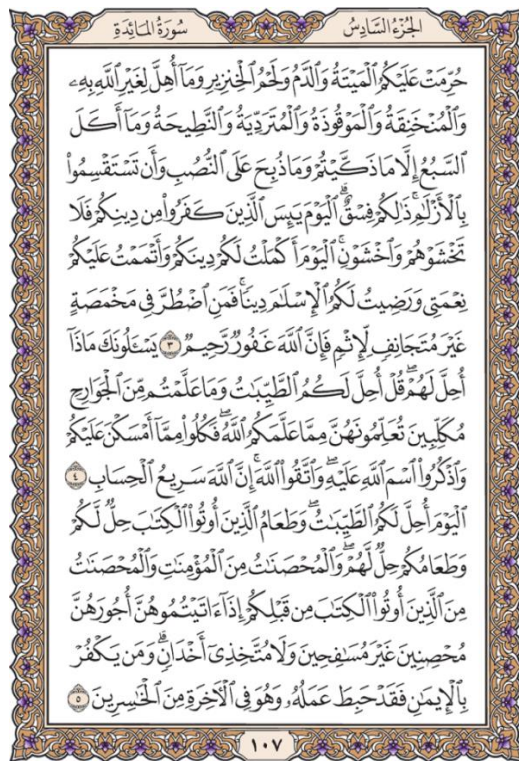 الجُزْءُ السَّادِسُ سُورَةُ المَائِدَةِ
حُرِّمَتْ عَلَيْكُمُ ٱلْمَيْتَةُ وَٱلدَّمُ وَلَحْمُ ٱلْخِنزِيرِ وَمَآ أُهِلَّ لِغَيْرِ ٱللَّهِ بِهِۦ
وَٱلْمُنْخَنِقَةُ وَٱلْمَوْقُوذَةُ وَٱلْمُتَرَدِّيَةُ وَٱلنَّطِيحَةُ وَمَآ أَكَلَ
ٱلسَّبُعُ إِلَّا مَا ذَكَّيْتُمْ وَمَا ذُبِحَ عَلَى ٱلنُّصُبِ وَأَن تَسْتَقْسِمُوا۟
بِٱلْأَزْلَٰمِ ۚ ذَٰلِكُمْ فِسْقٌ ۗ ٱلْيَوْمَ يَئِسَ ٱلَّذِينَ كَفَرُوا۟ مِن دِينِكُمْ فَلَا
تَخْشَوْهُمْ وَٱخْشَوْنِ ۚ ٱلْيَوْمَ أَكْمَلْتُ لَكُمْ دِينَكُمْ وَأَتْمَمْتُ عَلَيْكُمْ
نِعْمَتِى وَرَضِيتُ لَكُمُ ٱلْإِسْلَٰمَ دِينًا ۚ فَمَنِ ٱضْطُرَّ فِى مَخْمَصَةٍ
غَيْرَ مُتَجَانِفٍ لِّإِثْمٍ فَإِنَّ ٱللَّهَ غَفُورٌ رَّحِيمٌ ٣ يَسْـَٔلُونَكَ مَاذَآ
أُحِلَّ لَهُمْ ۖ قُلْ أُحِلَّ لَكُمُ ٱلطَّيِّبَٰتُ وَمَا عَلَّمْتُم مِّنَ ٱلْجَوَارِحِ
مُكَلِّبِينَ تُعَلِّمُونَهُنَّ مِمَّا عَلَّمَكُمُ ٱللَّهُ ۖ فَكُلُوا۟ مِمَّآ أَمْسَكْنَ عَلَيْكُمْ
وَٱذْكُرُوا۟ ٱسْمَ ٱللَّهِ عَلَيْهِ ۖ وَٱتَّقُوا۟ ٱللَّهَ ۚ إِنَّ ٱللَّهَ سَرِيعُ ٱلْحِسَابِ ٤
ٱلْيَوْمَ أُحِلَّ لَكُمُ ٱلطَّيِّبَٰتُ ۖ وَطَعَامُ ٱلَّذِينَ أُوتُوا۟ ٱلْكِتَٰبَ حِلٌّ لَّكُمْ
وَطَعَامُكُمْ حِلٌّ لَّهُمْ ۖ وَٱلْمُحْصَنَٰتُ مِنَ ٱلْمُؤْمِنَٰتِ وَٱلْمُحْصَنَٰتُ
مِنَ ٱلَّذِينَ أُوتُوا۟ ٱلْكِتَٰبَ مِن قَبْلِكُمْ إِذَآ ءَاتَيْتُمُوهُنَّ أُجُورَهُنَّ
مُحْصِنِينَ غَيْرَ مُسَٰفِحِينَ وَلَا مُتَّخِذِىٓ أَخْدَانٍ ۗ وَمَن يَكْفُرْ
بِٱلْإِيمَٰنِ فَقَدْ حَبِطَ عَمَلُهُۥ وَهُوَ فِى ٱلْـَٔاخِرَةِ مِنَ ٱلْخَٰسِرِينَ ٥
١٠٧